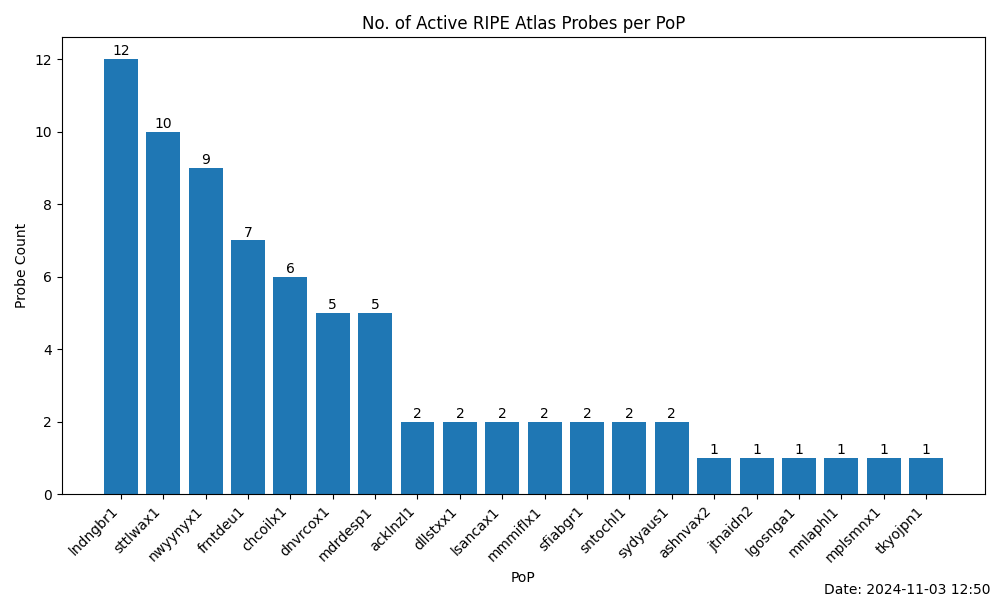 No. of Active RIPE Atlas Probes per PoP
Probe Count
12
10
8
6
4
2
0
12
10
9
7
6
5
5
2
2
2
2
2
2
2
1
1
1
1
1
1
lndngbr1
sttlwax1
nwyynyx1
frntdeu1
chcoilx1
dnvrcox1
mdrdesp1
acklnzl1
dllstxx1
lsancax1
mmmiflx1
sfiabgr1
sntochl1
sydyaus1
ashnvax2
jtnaidn2
lgosnga1
mnlaphl1
mplsmnx1
tkyojpn1
PoP
Date: 2024-11-03 12:50